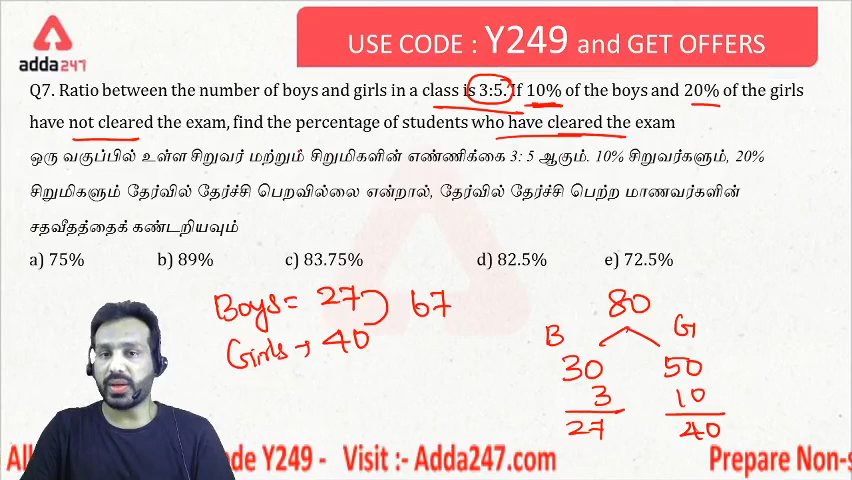 adda247
USE CODE : Y249 and GET OFFERS
Q7. Ratio between the number of boys and girls in a class is 3:5. If 10% of the boys and 20% of the girls
have not cleared the exam, find the percentage of students who have cleared the exam
ஒரு வகுப்பில் உள்ள சிறுவர் மற்றும் சிறுமிகளின் எண்ணிக்கை 3: 5 ஆகும். 10% சிறுவர்களும், 20%
சிறுமிகளும் தேர்வில் தேர்ச்சி பெறவில்லை என்றால், தேர்வில் தேர்ச்சி பெற்ற மாணவர்களின்
சதவீதத்தைக் கண்டறியவும்
a) 75% b) 89% c) 83.75% d) 82.5% e) 72.5%
Boys = 27 67
Girls → 40
80
B G
30 50
3 10
27 40
de Y249 - Visit :- Adda247.com Prepare Non-